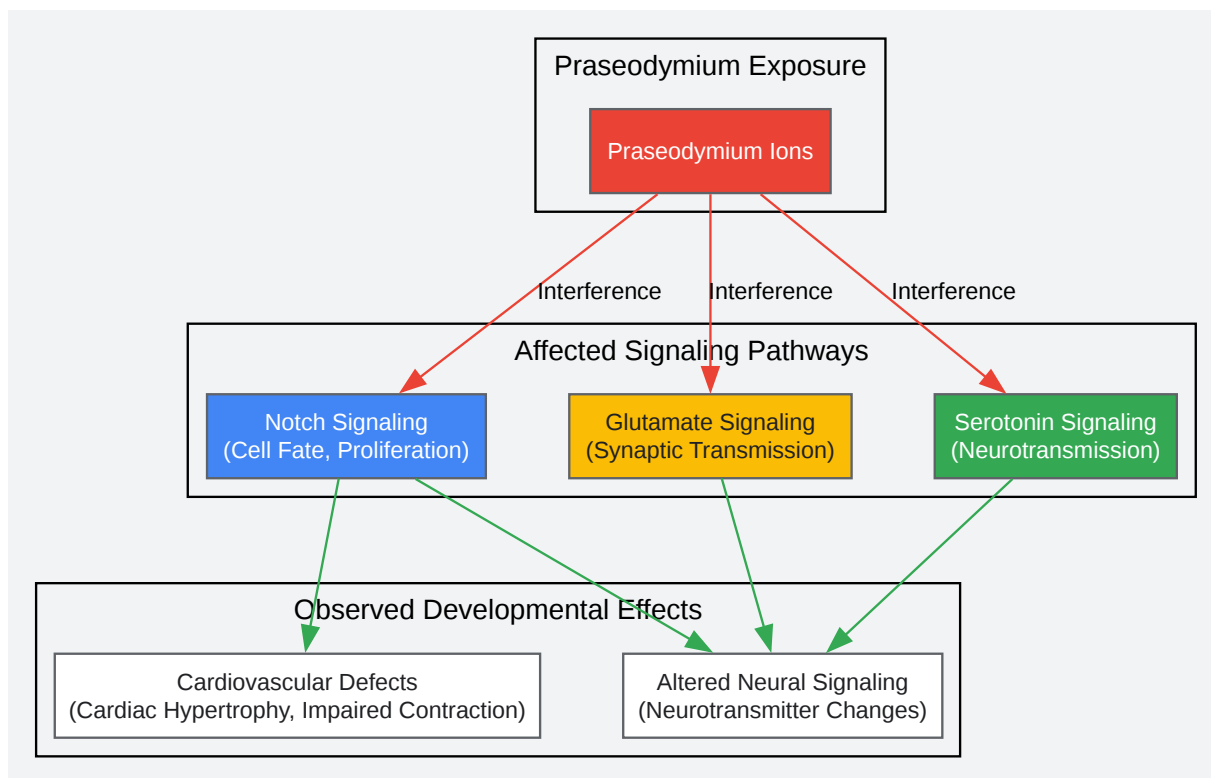 Praseodymium Exposure
Praseodymium Ions
Interference
Interference
Interference
Affected Signaling Pathways
Notch Signaling
(Cell Fate, Proliferation)
Glutamate Signaling
(Synaptic Transmission)
Serotonin Signaling
(Neurotransmission)
Observed Developmental Effects
Cardiovascular Defects
(Cardiac Hypertrophy, Impaired Contraction)
Altered Neural Signaling
(Neurotransmitter Changes)